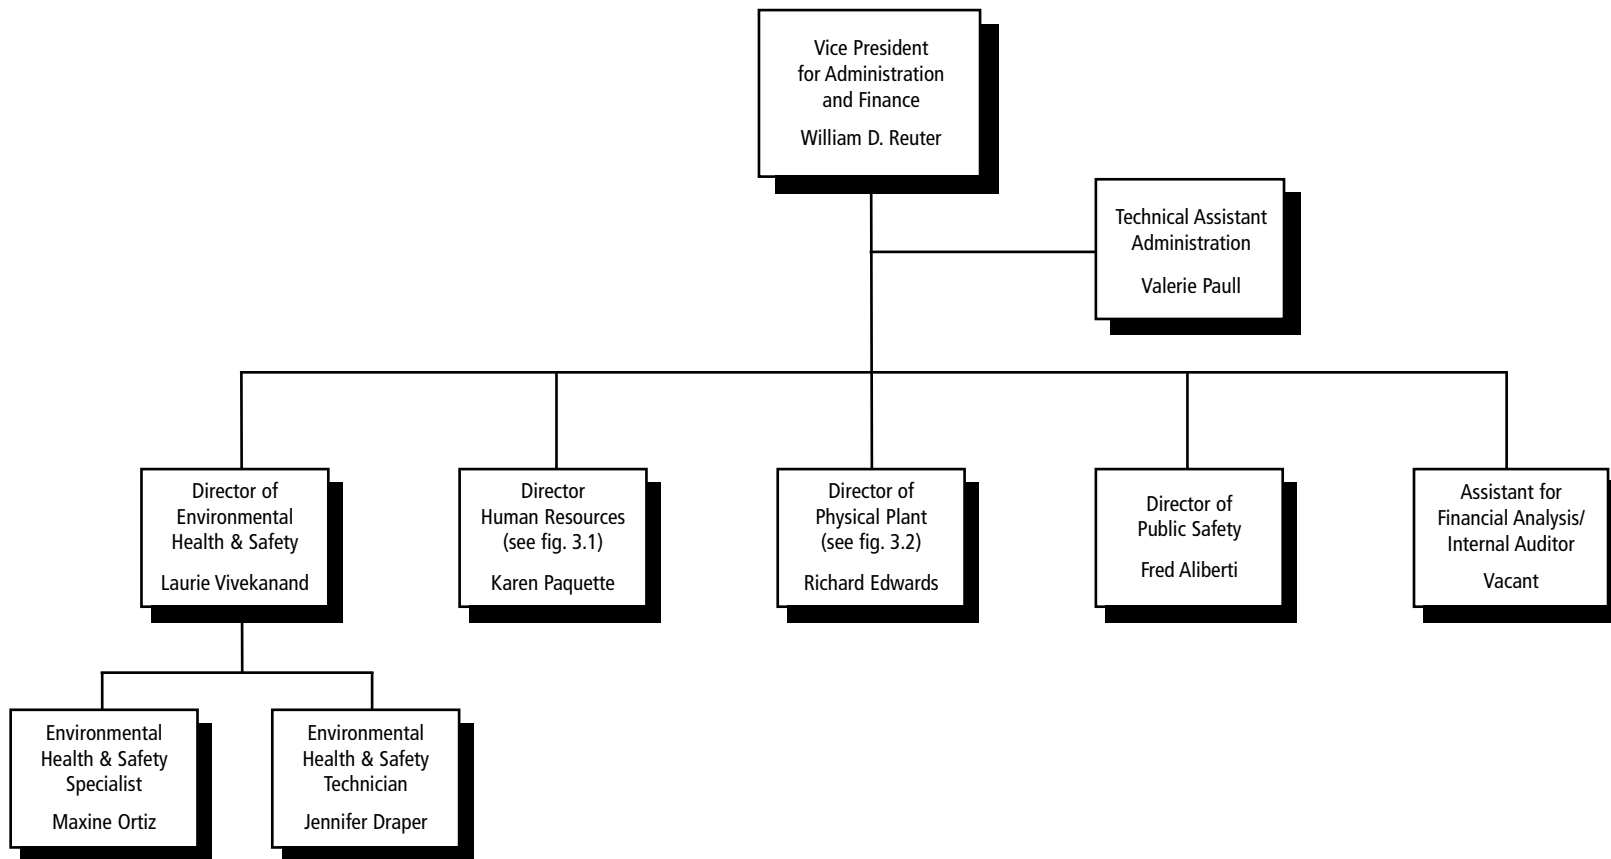 Vice President
for Administration
and Finance
William D. Reuter
Technical Assistant
Administration
Valerie Paull
Director of
Environmental
Health & Safety
Laurie Vivekanand
Director
Human Resources
(see fig. 3.1)
Karen Paquette
Director of
Physical Plant
(see fig. 3.2)
Richard Edwards
Director of
Public Safety
Fred Aliberti
Assistant for
Financial Analysis/
Internal Auditor
Vacant
Environmental
Health & Safety
Specialist
Maxine Ortiz
Environmental
Health & Safety
Technician
Jennifer Draper